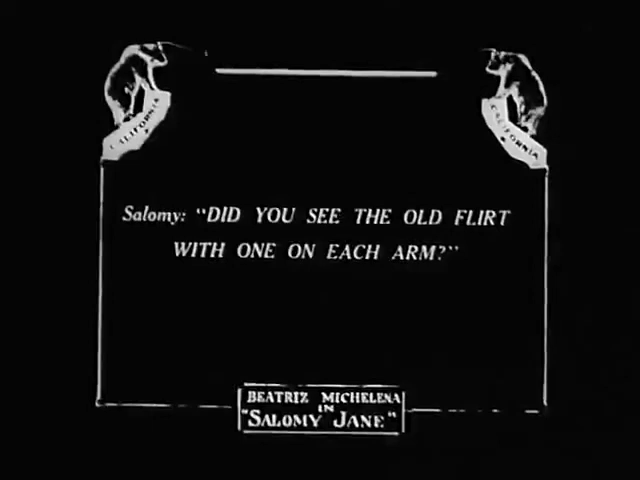 CALIFORNIA
CALIFORNIA
Salomy: "DID YOU SEE THE OLD FLIRT
WITH ONE ON EACH ARM?"
BEATRIZ MICHELENA
IN
"SALOMY JANE"